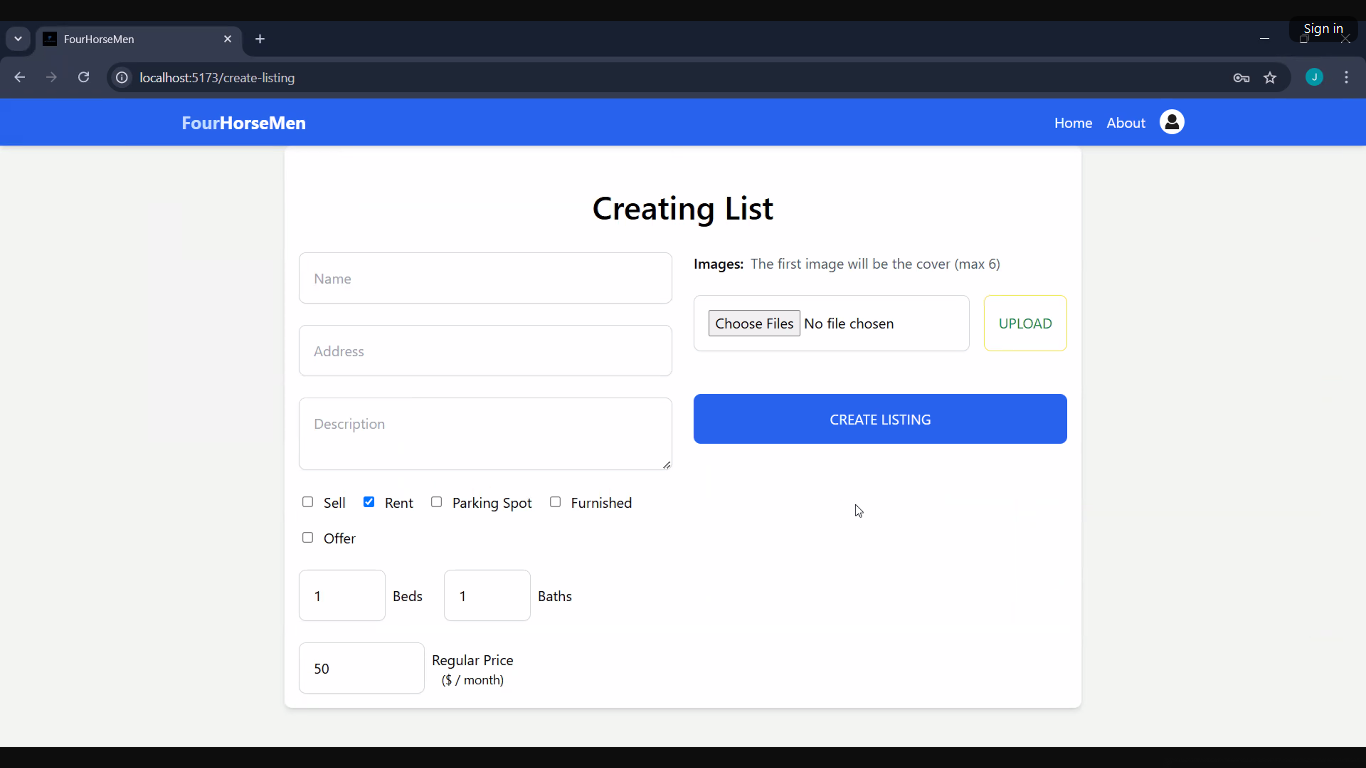 Sign in
FourHorseMen
localhost:5173/create-listing
J
FourHorseMen
Home
About
Creating List
Name
Address
Description
Sell
Rent
Parking Spot
Furnished
Offer
1
Beds
1
Baths
50
Regular Price
($ / month)
Images: The first image will be the cover (max 6)
Choose Files No file chosen
UPLOAD
CREATE LISTING